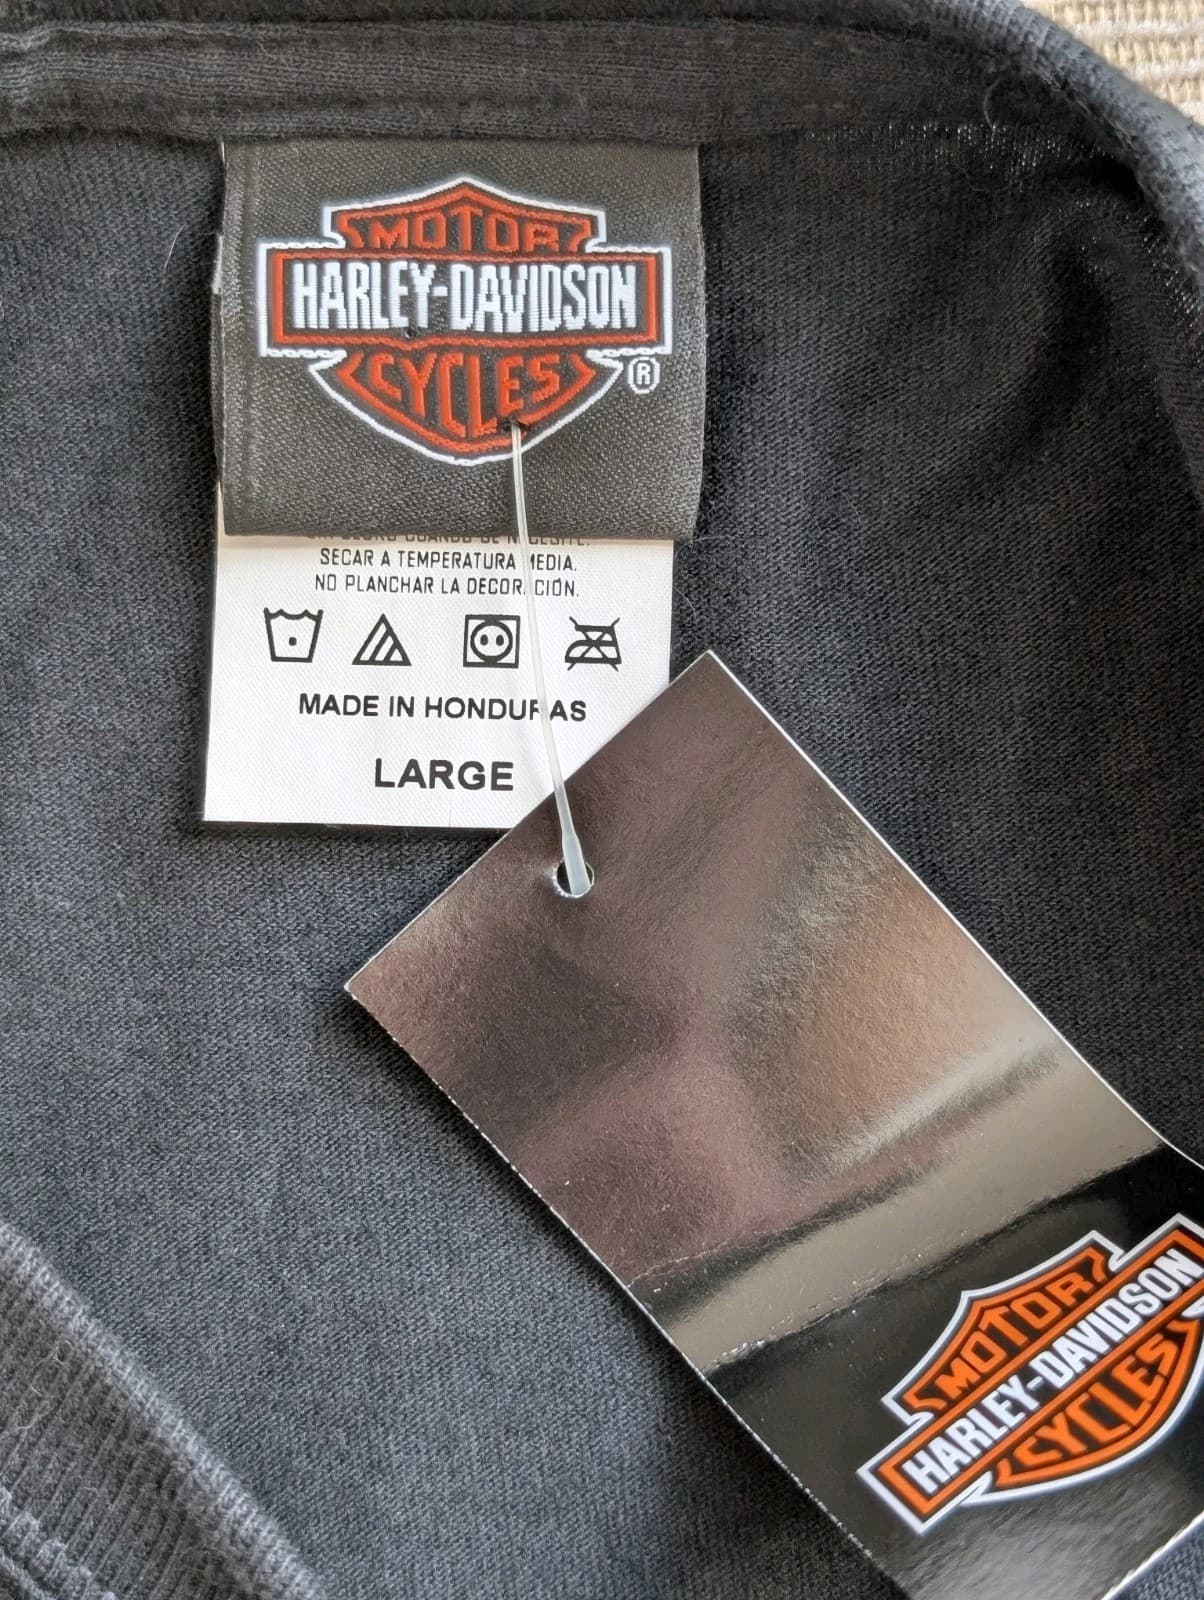 MOTOR
HARLEY-DAVIDSON
CYCLES
®
SECAR A TEMPERATURA MEDIA.
NO PLANCHAR LA DECORACIÓN.
MADE IN HONDURAS
LARGE
MOTOR
HARLEY-DAVIDSON
CYCLES